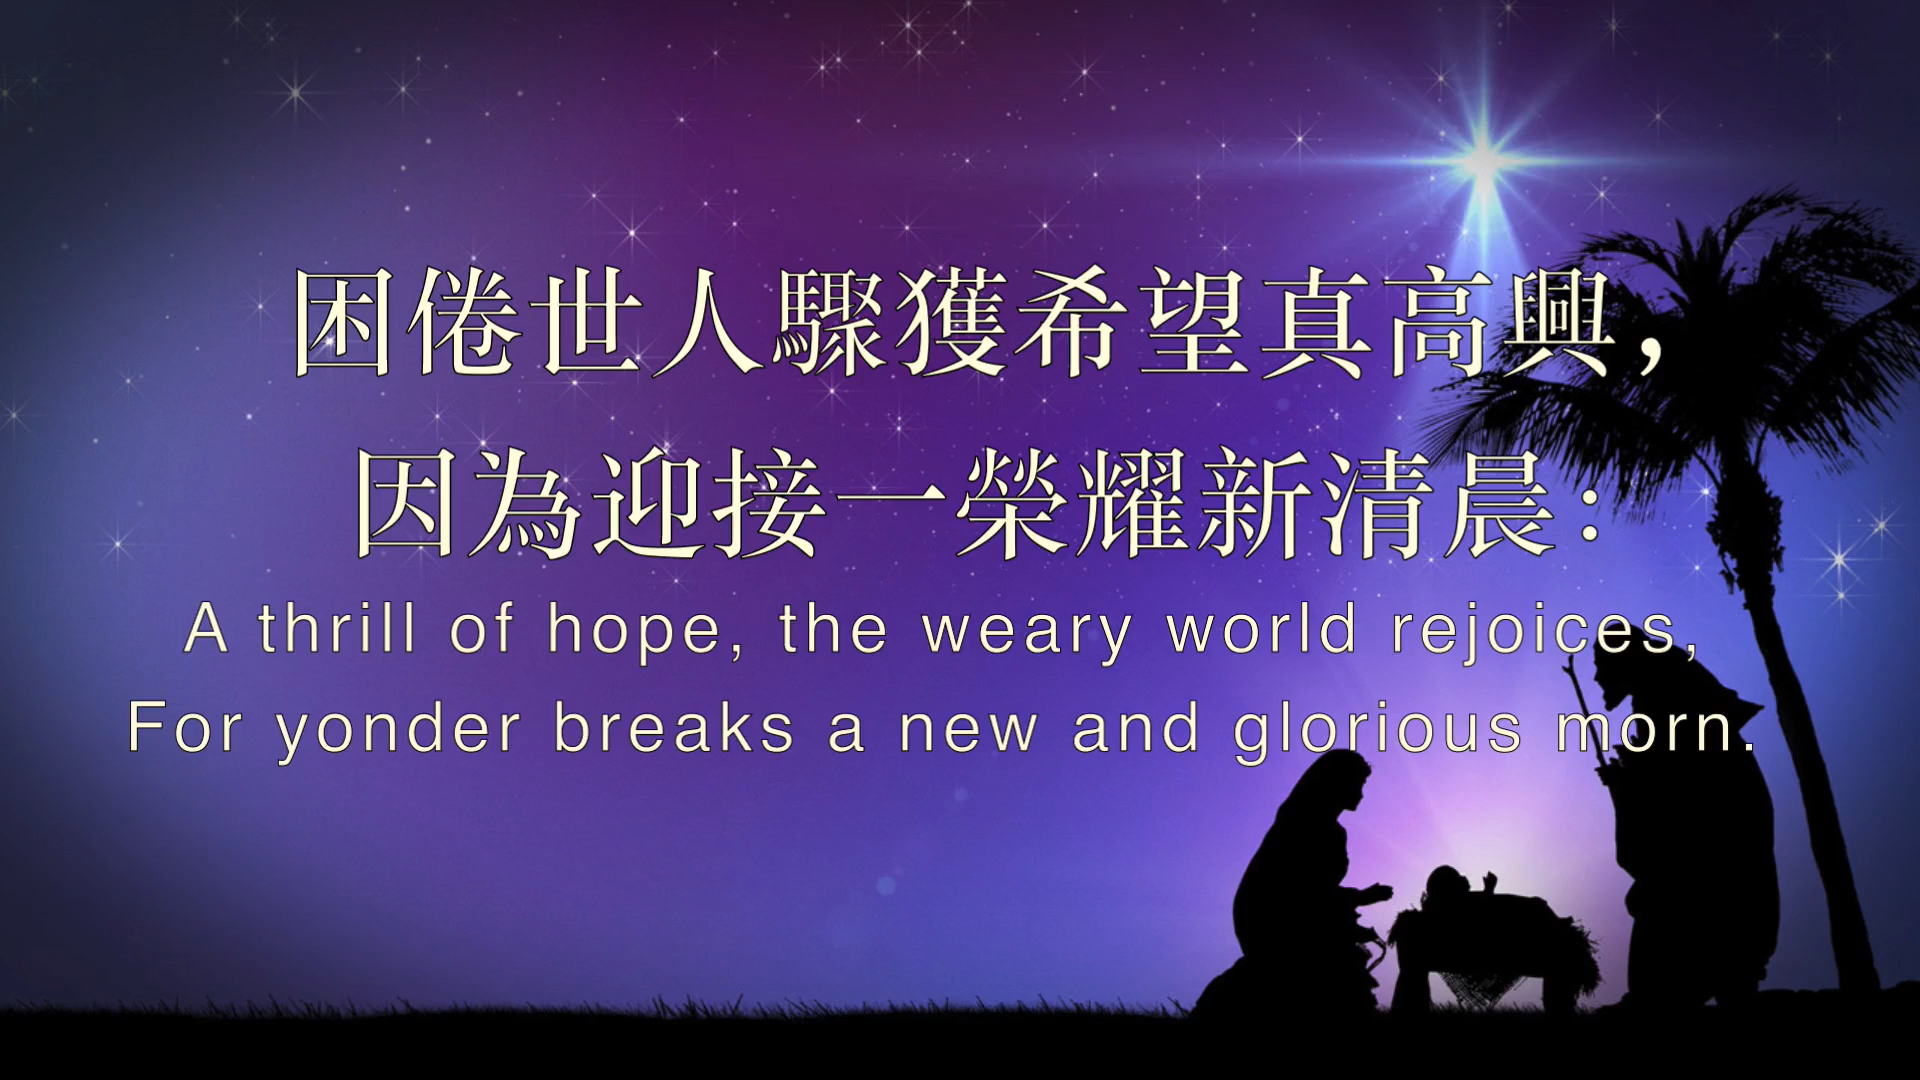 困倦世人驟獲希望真高興，
因為迎接一榮耀新清晨：
A thrill of hope, the weary world rejoices,
For yonder breaks a new and glorious morn.